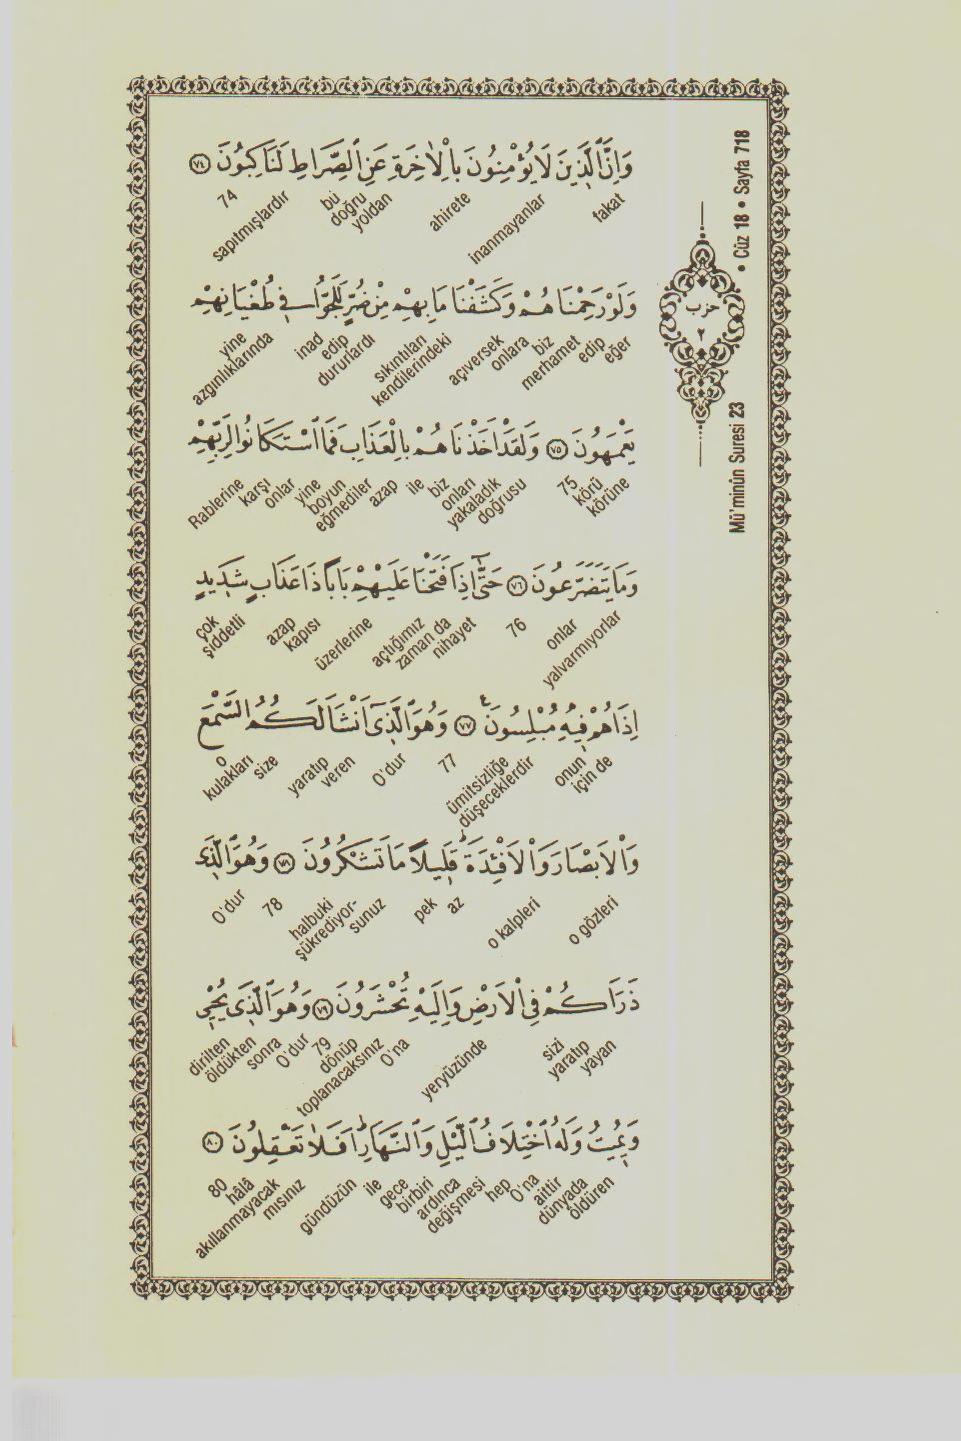 Mü'minûn Suresi 23 • Cüz 18 • Sayfa 718
حزب
٢
وَاِنَّ الَّذ۪ينَ لَا يُؤْمِنُونَ بِالْاٰخِرَةِ عَنِ الصِّرَاطِ لَنَاكِبُونَ ﴿٧٤﴾
fakat inanmayanlar ahirete bu doğru yoldan sapıtmışlardır 74
وَلَوْ رَحِمْنَاهُمْ وَكَشَفْنَا مَا بِهِمْ مِنْ ضُرٍّ لَلَجُّوا ف۪ي طُغْيَانِهِمْ
eğer merhamet edip biz onlara açıversek kendilerindeki sıkıntıları inad edip dururlardı yine azgınlıklarında
يَعْمَهُونَ ﴿٧٥﴾ وَلَقَدْ اَخَذْنَاهُمْ بِالْعَذَابِ فَمَا اسْتَكَانُوا لِرَبِّهِمْ
körü körüne 75 doğrusu yakaladık onları biz ile azap yine boyun eğmediler onlar karşı Rablerine
وَمَا يَتَضَرَّعُونَ ﴿٧٦﴾ حَتّٰٓى اِذَا فَتَحْنَا عَلَيْهِمْ بَابًا ذَا عَذَابٍ شَد۪يدٍ
onlar yalvarmıyorlar 76 nihayet açtığımız zaman da üzerlerine azap kapısı çok şiddetli
اِذَا هُمْ ف۪يهِ مُبْلِسُونَ ﴿٧٧﴾ وَهُوَ الَّذ۪ٓي اَنْشَاَ لَكُمُ السَّمْعَ
onun için de ümitsizliğe düşeceklerdir 77 O'dur yaratıp veren size o kulakları
وَالْاَبْصَارَ وَالْاَفْـِٔدَةَ قَل۪يلًا مَا تَشْكُرُونَ ﴿٧٨﴾ وَهُوَ الَّذ۪ي
o gözleri o kalpleri pek az halbuki şükrediyor-sunuz 78 O'dur
ذَرَاَكُمْ فِي الْاَرْضِ وَاِلَيْهِ تُحْشَرُونَ ﴿٧٩﴾ وَهُوَ الَّذ۪ي يُحْي۪
sizi yaratıp yayan yeryüzünde O'na dönüp toplanacaksınız 79 O'dur dirilten öldükten sonra
وَيُم۪يتُ وَلَهُ اخْتِلَافُ الَّيْلِ وَالنَّهَارِ اَفَلَا تَعْقِلُونَ ﴿٨٠﴾
dünyada öldüren O'na aittir hep birbiri ardınca değişmesi gece ile gündüzün hâlâ akıllanmayacak mısınız 80